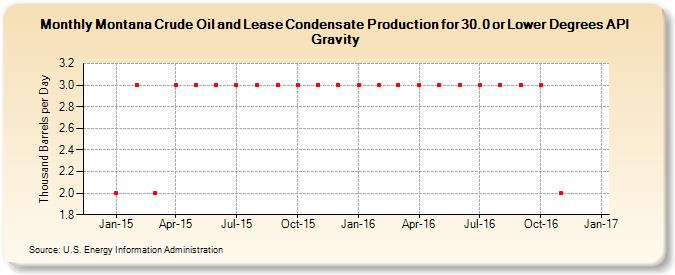 Monthly Montana Crude Oil and Lease Condensate Production for 30.0 or Lower Degrees API
Gravity
Thousand Barrels per Day
3.2
3.0
2.8
2.6
2.4
2.2
2.0
1.8
Jan-15 Apr-15 Jul-15 Oct-15 Jan-16 Apr-16 Jul-16 Oct-16 Jan-17
Source: U.S. Energy Information Administration